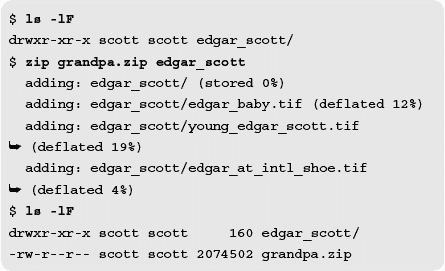 $ ls -lF
drwxr-xr-x scott scott edgar_scott/
$ zip grandpa.zip edgar_scott
adding: edgar_scott/ (stored 0%)
adding: edgar_scott/edgar_baby.tif (deflated 12%)
adding: edgar_scott/young_edgar_scott.tif
➥ (deflated 19%)
adding: edgar_scott/edgar_at_intl_shoe.tif
➥ (deflated 4%)
$ ls -lF
drwxr-xr-x scott scott     160 edgar_scott/
-rw-r--r-- scott scott 2074502 grandpa.zip